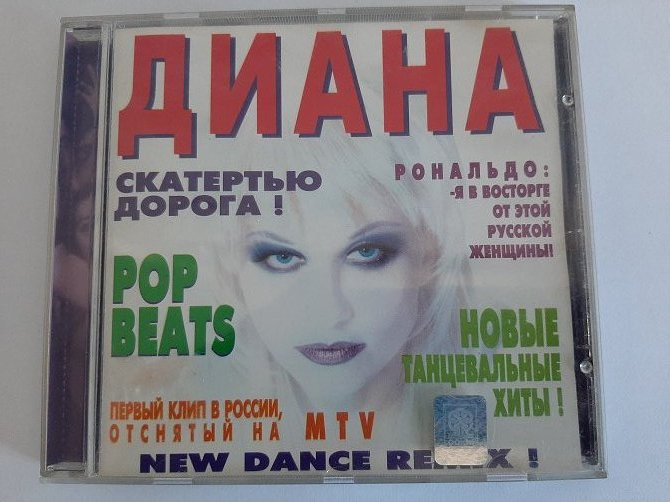 ДИАНА
СКАТЕРТЬЮ
ДОРОГА !
РОНАЛЬДО:
-Я В ВОСТОРГЕ
ОТ ЭТОЙ
РУССКОЙ
ЖЕНЩИНЫ!
POP
BEATS
НОВЫЕ
ТАНЦЕВАЛЬНЫЕ
ХИТЫ !
ПЕРВЫЙ КЛИП В РОССИИ,
ОТСНЯТЫЙ НА MTV
NEW DANCE REMIX !